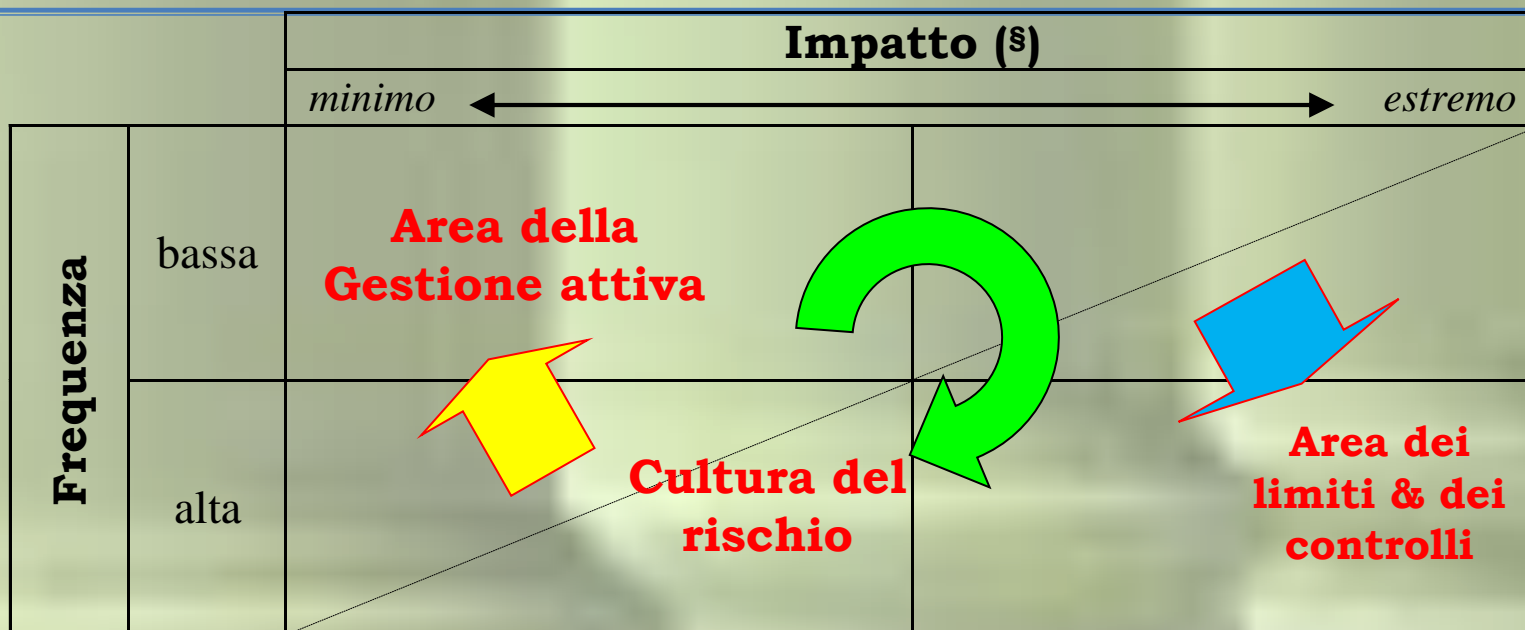 Impatto (§)
minimo
estremo
Frequenza
bassa
Area della
Gestione attiva
alta
Cultura del
rischio
Area dei
limiti & dei
controlli